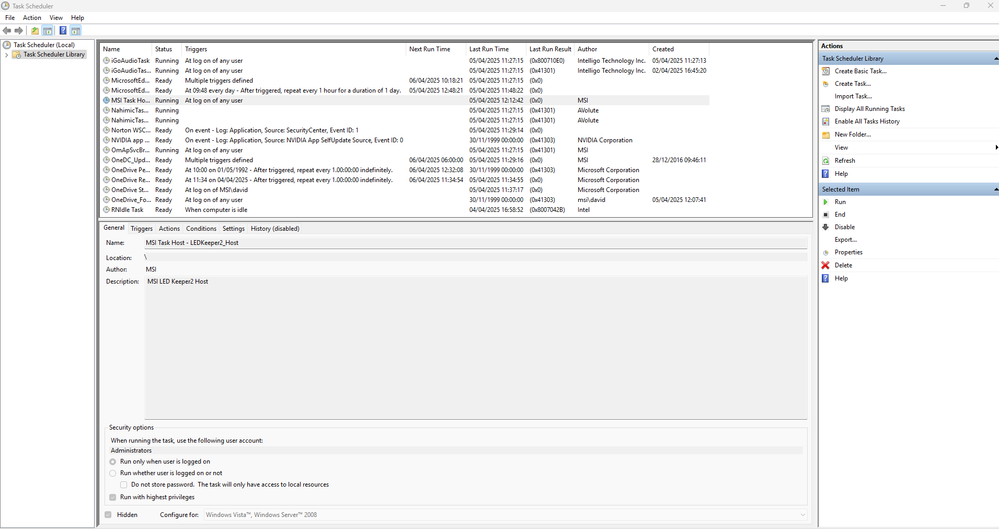 Task Scheduler
File Action View Help
Task Scheduler (Local)
Task Scheduler Library
Name Status Triggers Next Run Time Last Run Time Last Run Result Author Created
iGoAudioTask Running At log on of any user 05/04/2025 11:27:15 (0x800710E0) Intelligo Technology Inc. 05/04/2025 11:27:13
iGoAudioTas... Running At log on of any user 05/04/2025 11:27:15 (0x41301) Intelligo Technology Inc. 02/04/2025 16:45:20
MicrosoftEd... Ready Multiple triggers defined 06/04/2025 10:18:21 05/04/2025 11:27:15 (0x0)
MicrosoftEd... Ready At 09:48 every day - After triggered, repeat every 1 hour for a duration of 1 day. 05/04/2025 12:48:21 05/04/2025 11:48:22 (0x0)
MSI Task Ho... Running At log on of any user 05/04/2025 12:12:42 (0x0) MSI
NahimicTas... Running 05/04/2025 11:27:15 (0x41301) AVolute
NahimicTas... Running 05/04/2025 11:27:15 (0x41301) AVolute
Norton WSC... Ready On event - Log: Application, Source: SecurityCenter, Event ID: 1 05/04/2025 11:29:14 (0x0)
NVIDIA app ... Ready On event - Log: Application, Source: NVIDIA App SelfUpdate Source, Event ID: 0 30/11/1999 00:00:00 (0x41303) NVIDIA Corporation
OmApSvcBr... Running At log on of any user 05/04/2025 11:27:15 (0x41301) MSI
OneDC_Upd... Ready Multiple triggers defined 06/04/2025 06:00:00 05/04/2025 11:29:16 (0x0) MSI 28/12/2016 09:46:11
OneDrive Pe... Ready At 10:00 on 01/05/1992 - After triggered, repeat every 1.00:00:00 indefinitely. 06/04/2025 12:32:08 30/11/1999 00:00:00 (0x41303) Microsoft Corporation
OneDrive Re... Ready At 11:34 on 04/04/2025 - After triggered, repeat every 1.00:00:00 indefinitely. 06/04/2025 11:34:54 05/04/2025 11:34:55 (0x0) Microsoft Corporation
OneDrive St... Ready At log on of MSI\david 05/04/2025 11:37:17 (0x0) Microsoft Corporation
OneDrive_Fo... Ready At log on of any user 30/11/1999 00:00:00 (0x41303) msi\david 05/04/2025 12:07:41
RNIdle Task Ready When computer is idle 04/04/2025 16:58:52 (0x8007042B) Intel
General Triggers Actions Conditions Settings History (disabled)
Name: MSI Task Host - LEDKeeper2_Host
Location: \
Author: MSI
Description: MSI LED Keeper2 Host
Security options
When running the task, use the following user account:
Administrators
Run only when user is logged on
Run whether user is logged on or not
Do not store password. The task will only have access to local resources
Run with highest privileges
Hidden Configure for: Windows Vista™, Windows Server™ 2008
Actions
Task Scheduler Library
Create Basic Task...
Create Task...
Import Task...
Display All Running Tasks
Enable All Tasks History
New Folder...
View
Refresh
Help
Selected Item
Run
End
Disable
Export...
Properties
Delete
Help